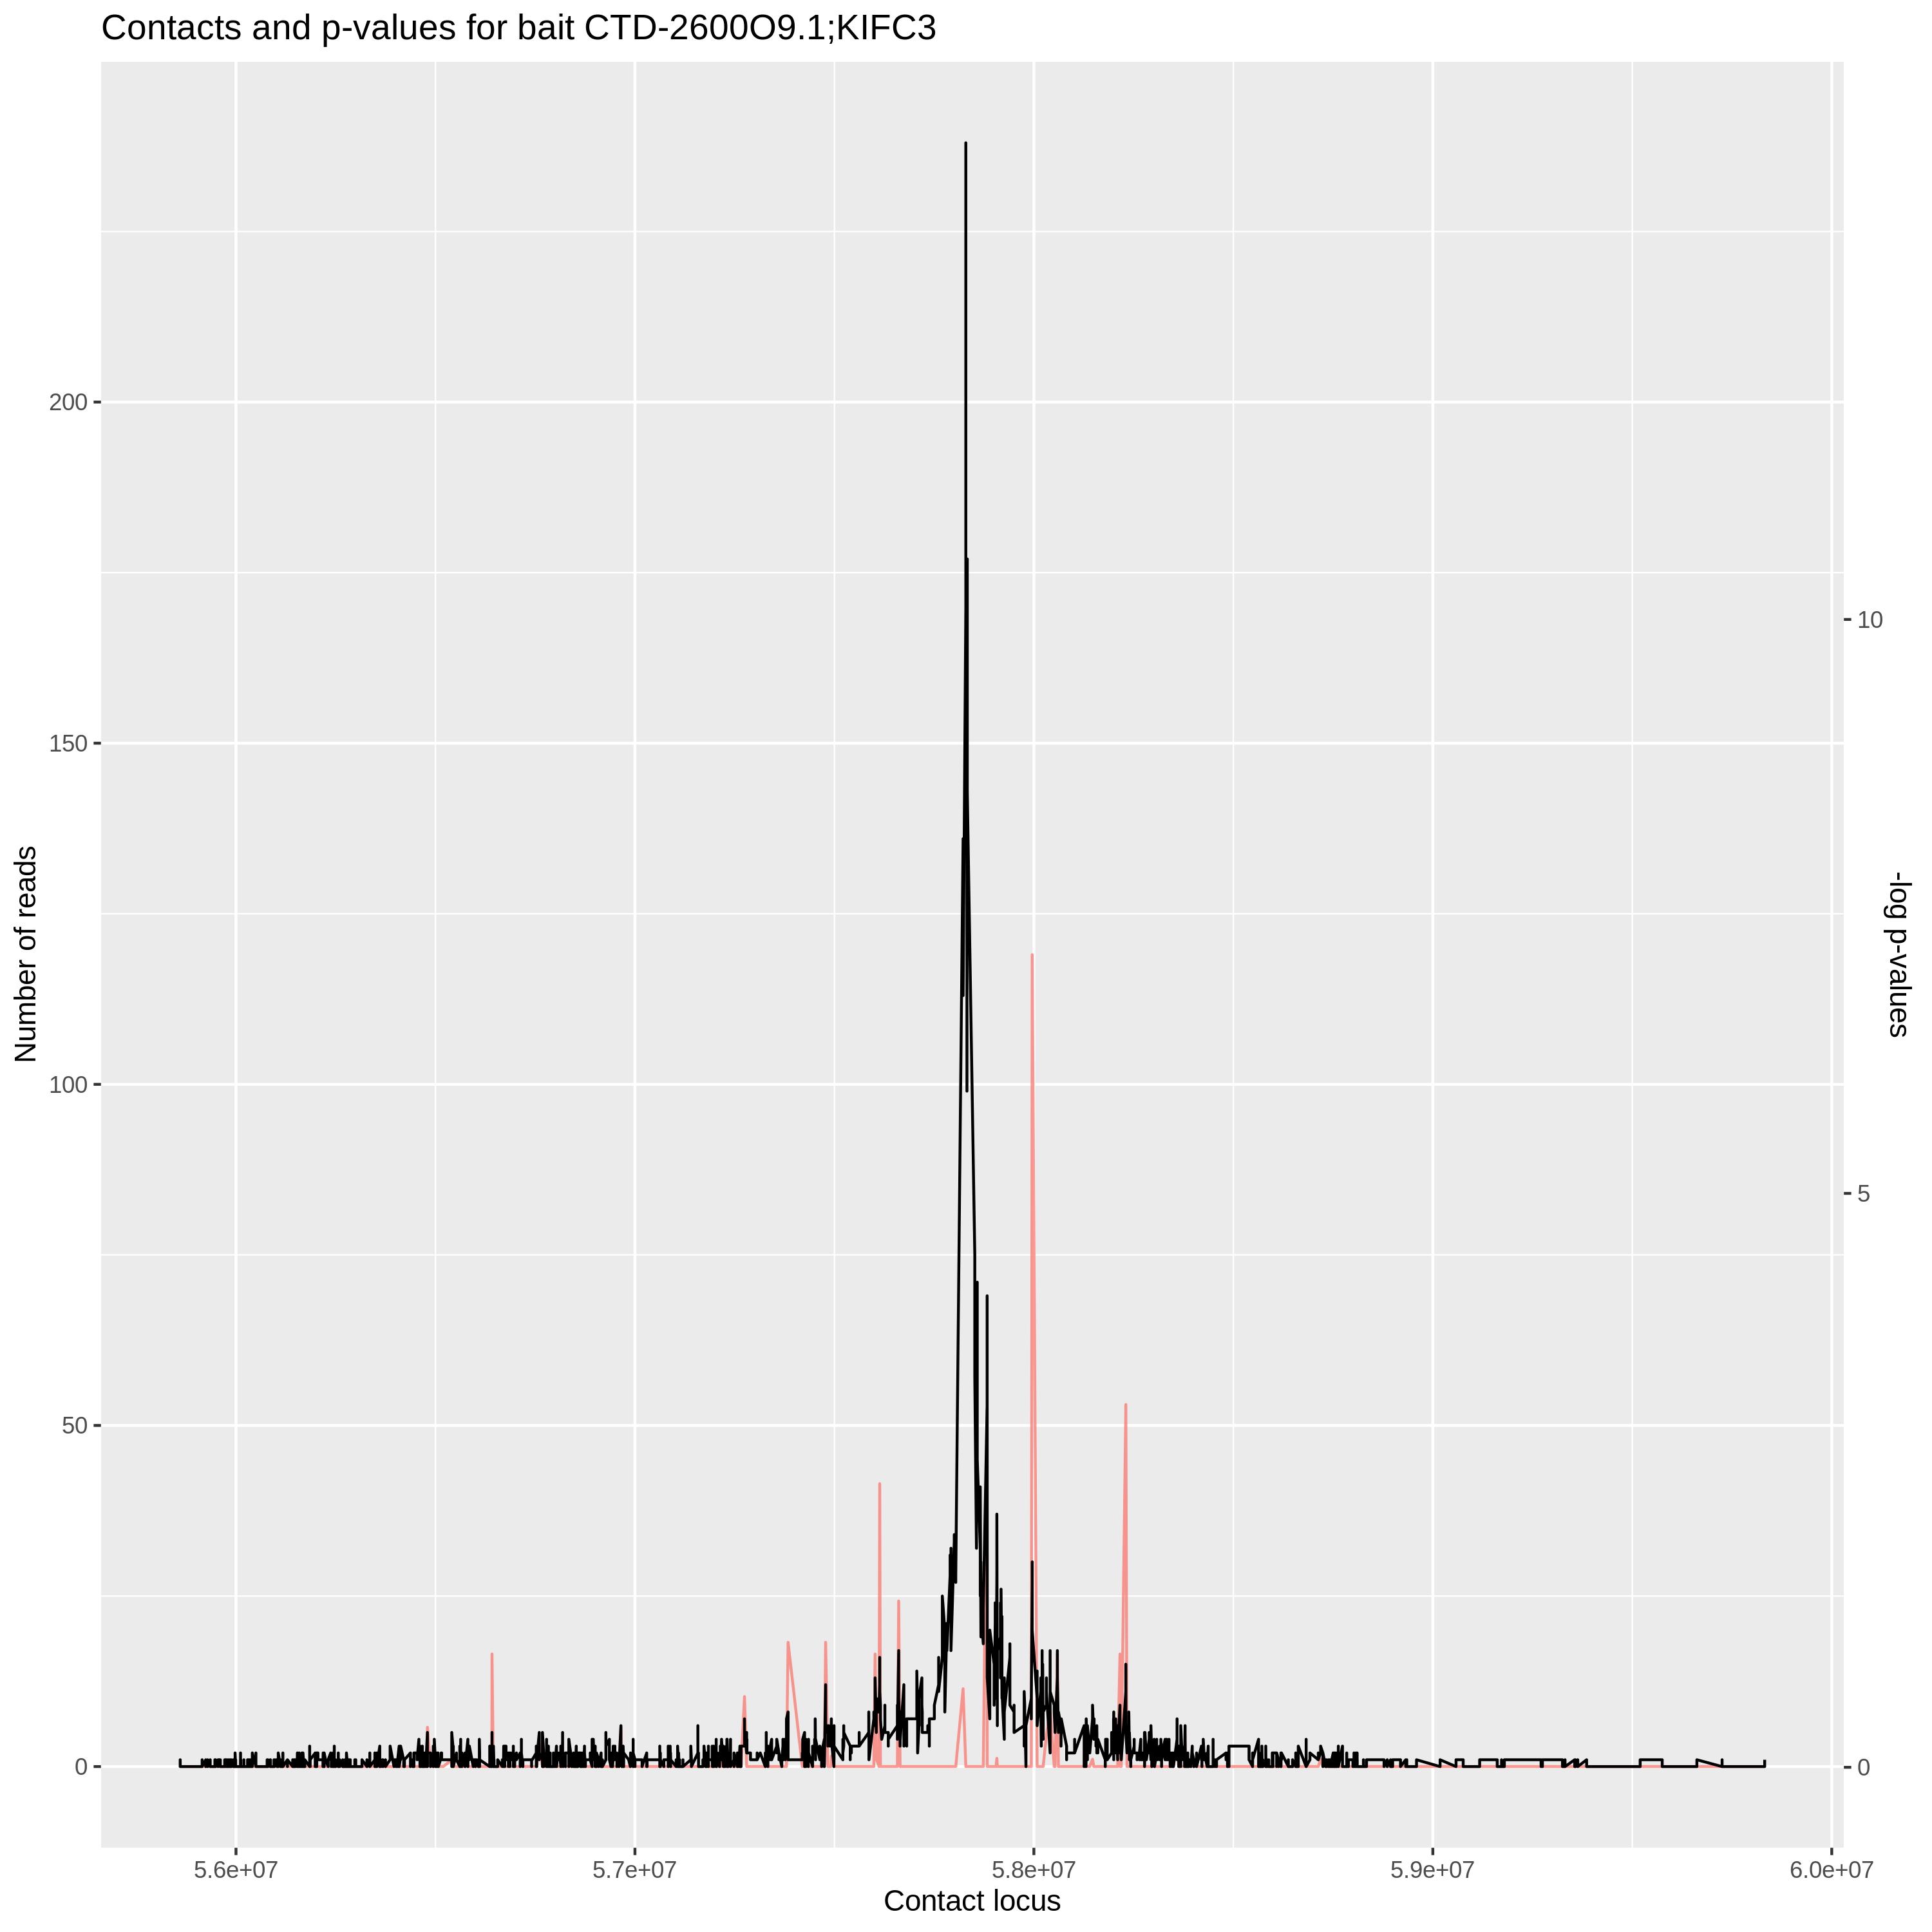 Contacts and p-values for bait CTD-2600O9.1;KIFC3
200
150
100
50
0
Number of reads
10
5
0
-log p-values
5.6e+07 5.7e+07 5.8e+07 5.9e+07 6.0e+07
Contact locus